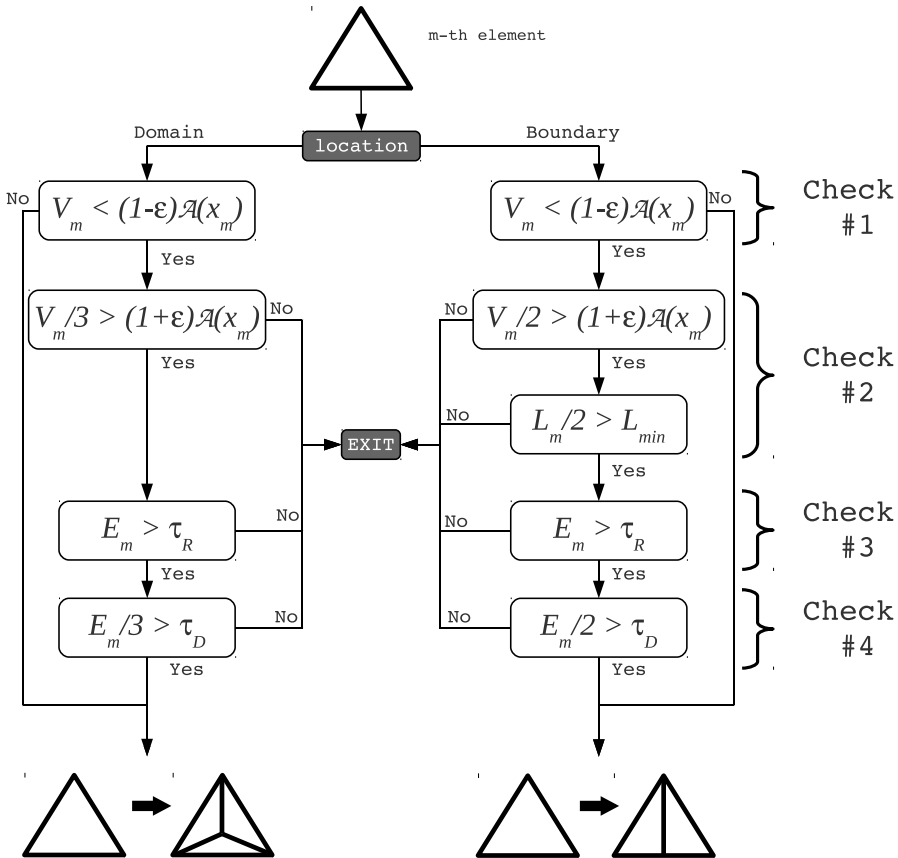 m-th element
Domain
location
Boundary
No
V_m < (1-ε)𝒜(x_m)
V_m < (1-ε)𝒜(x_m)
No
Check
#1
Yes
Yes
V_m/3 > (1+ε)𝒜(x_m)
No
No
V_m/2 > (1+ε)𝒜(x_m)
Check
#2
Yes
Yes
No
L_m/2 > L_min
EXIT
Yes
E_m > τ_R
No
No
E_m > τ_R
Check
#3
Yes
Yes
E_m/3 > τ_D
No
No
E_m/2 > τ_D
Check
#4
Yes
Yes